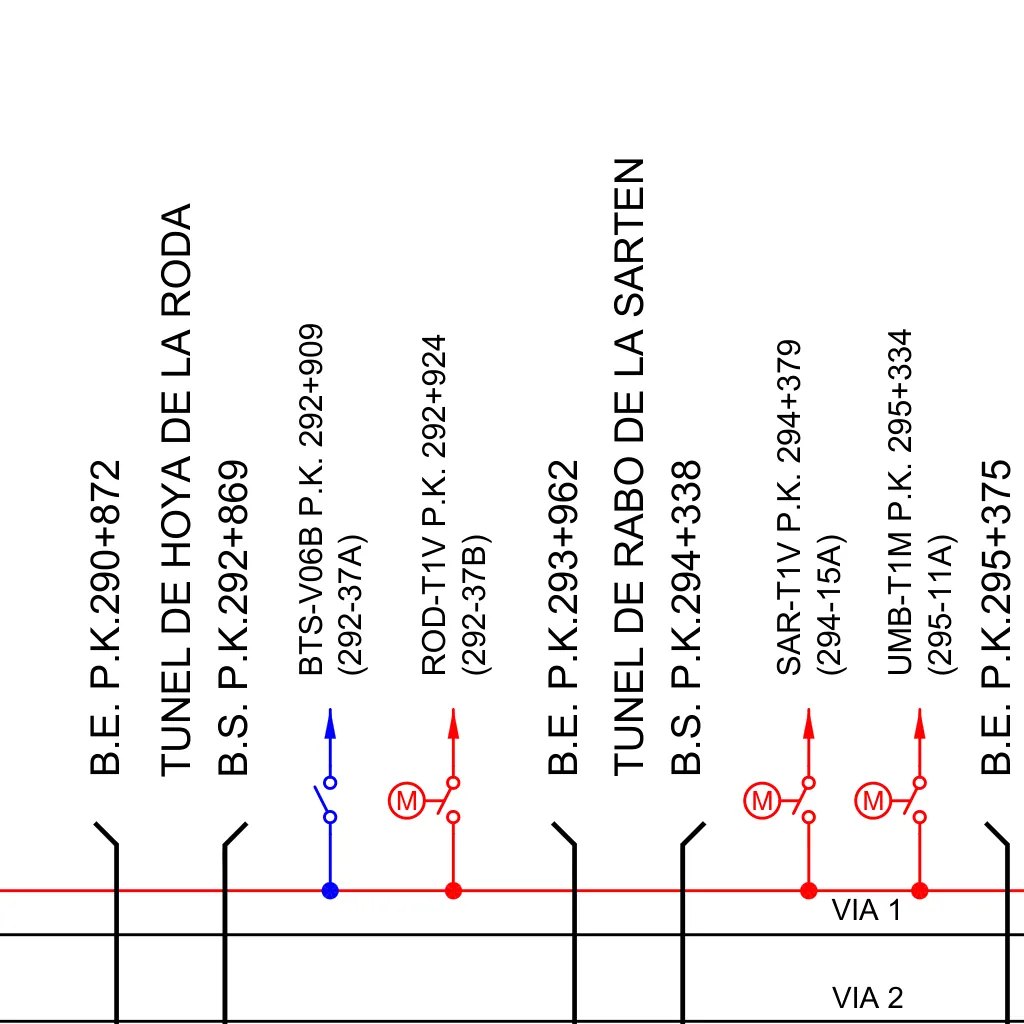 B.E. P.K.290+872
TUNEL DE HOYA DE LA RODA
B.S. P.K.292+869
BTS-V06B P.K. 292+909
(292-37A)
ROD-T1V P.K. 292+924
(292-37B)
B.E. P.K.293+962
TUNEL DE RABO DE LA SARTEN
B.S. P.K.294+338
SAR-T1V P.K. 294+379
(294-15A)
UMB-T1M P.K. 295+334
(295-11A)
B.E. P.K.295+375
M
M
M
VIA 1
VIA 2